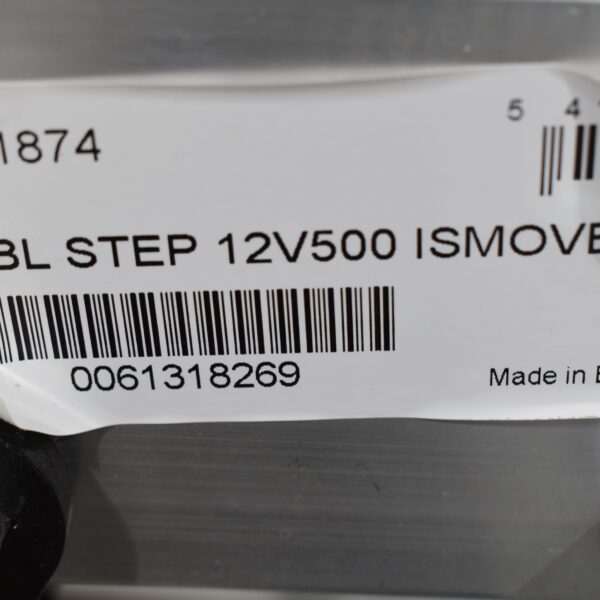 1874
5 4
BL STEP 12V500 ISMOVE
0061318269
Made in